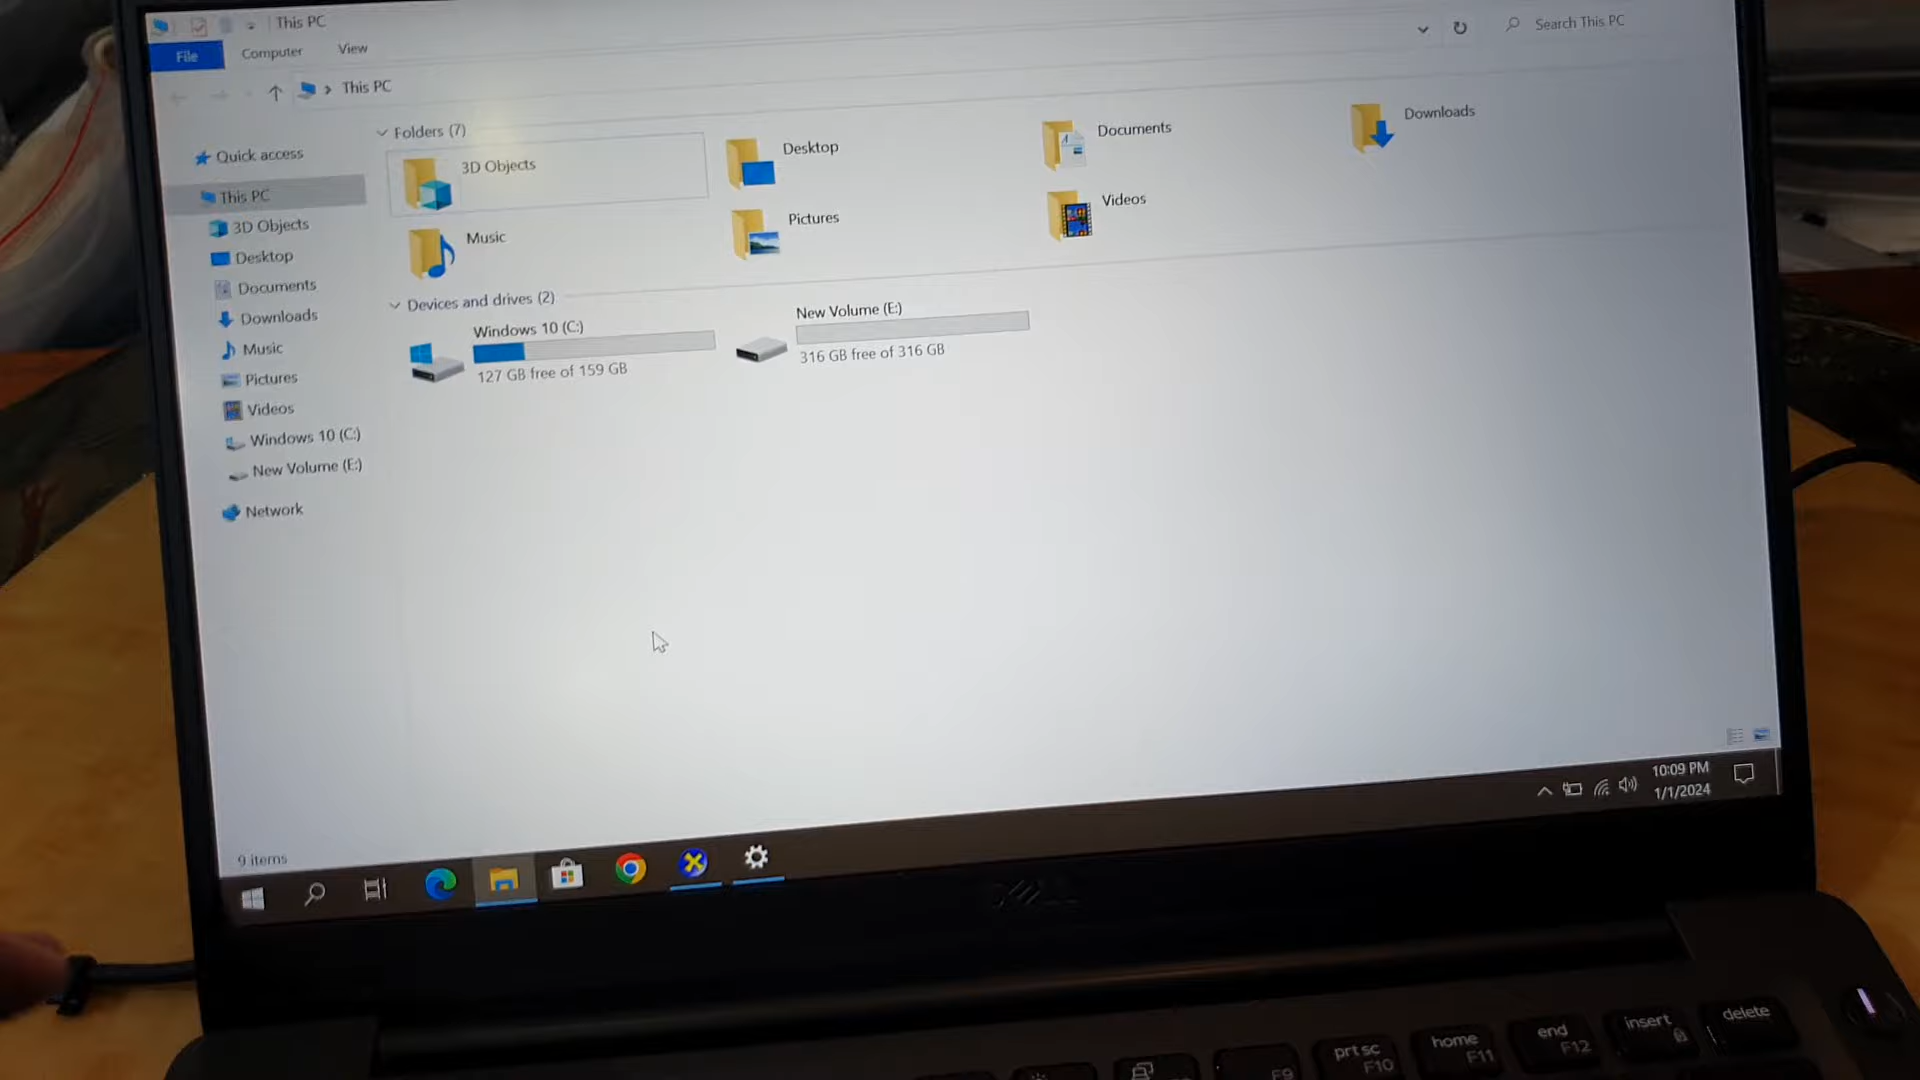 This PC
File
Computer
View
This PC
Search This PC
Quick access
This PC
3D Objects
Desktop
Documents
Downloads
Music
Pictures
Videos
Windows 10 (C:)
New Volume (E:)
Network
Folders (7)
3D Objects
Desktop
Documents
Downloads
Music
Pictures
Videos
Devices and drives (2)
Windows 10 (C:)
127 GB free of 159 GB
New Volume (E:)
316 GB free of 316 GB
9 items
10:09 PM
1/1/2024
DELL
F9
prt sc
F10
home
F11
end
F12
insert
delete